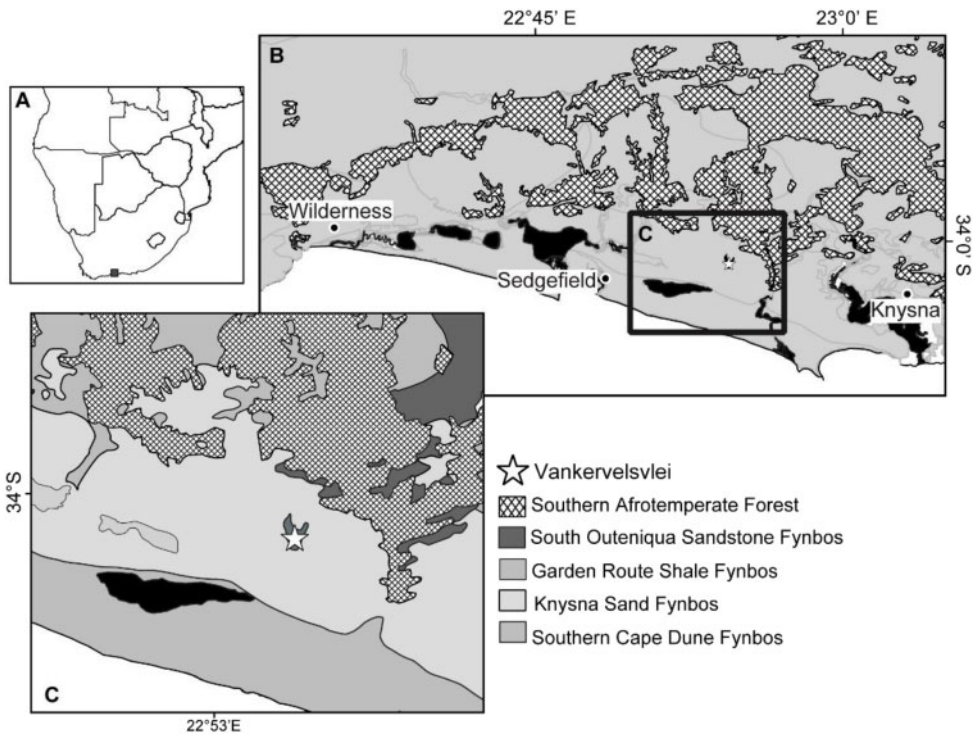 22°45' E
23°0' E
B
A
Wilderness
C
34°0' S
Sedgefield
Knysna
34°S
Vankervelsvlei
Southern Afrotemperate Forest
South Outeniqua Sandstone Fynbos
Garden Route Shale Fynbos
Knysna Sand Fynbos
Southern Cape Dune Fynbos
C
22°53'E